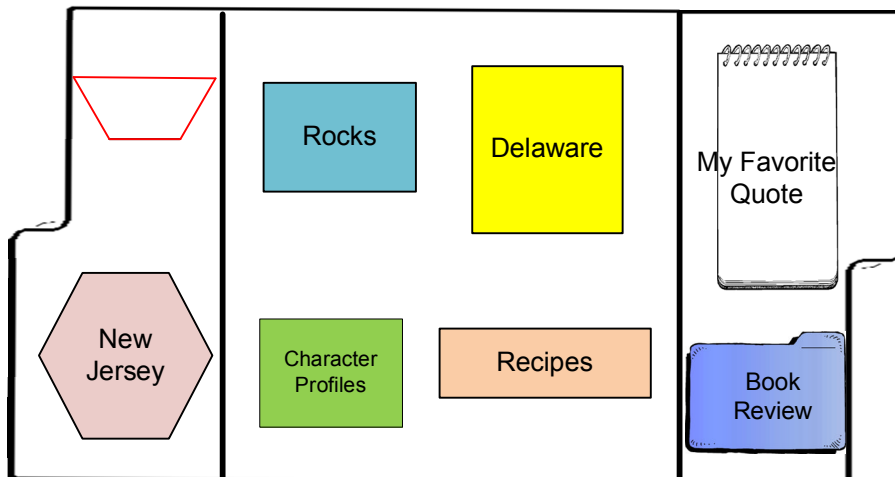 Rocks
Delaware
My Favorite
Quote
New
Jersey
Character
Profiles
Recipes
Book
Review